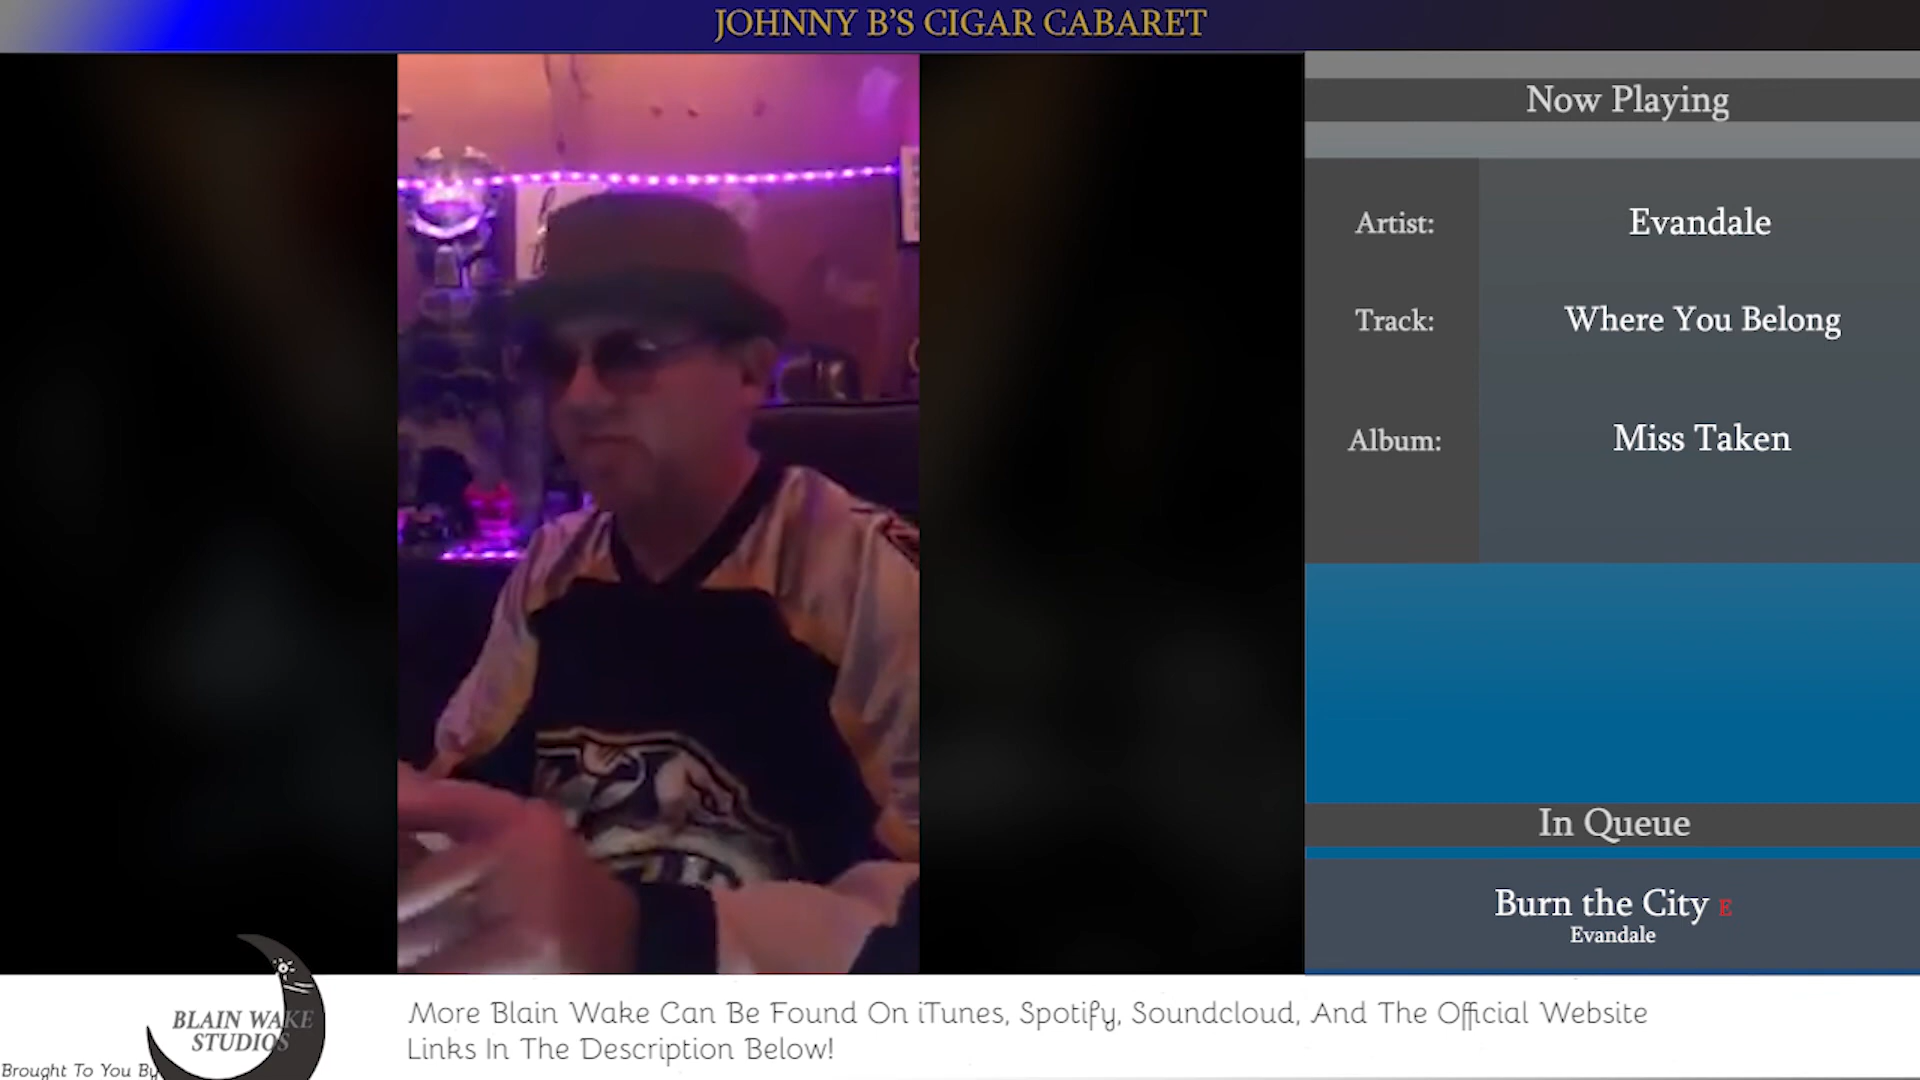 JOHNNY B'S CIGAR CABARET
Now Playing
Artist: Evandale
Track: Where You Belong
Album: Miss Taken
In Queue
Burn the City E
Evandale
BLAIN WAKE
STUDIOS
Brought To You By
More Blain Wake Can Be Found On iTunes, Spotify, Soundcloud, And The Official Website
Links In The Description Below!